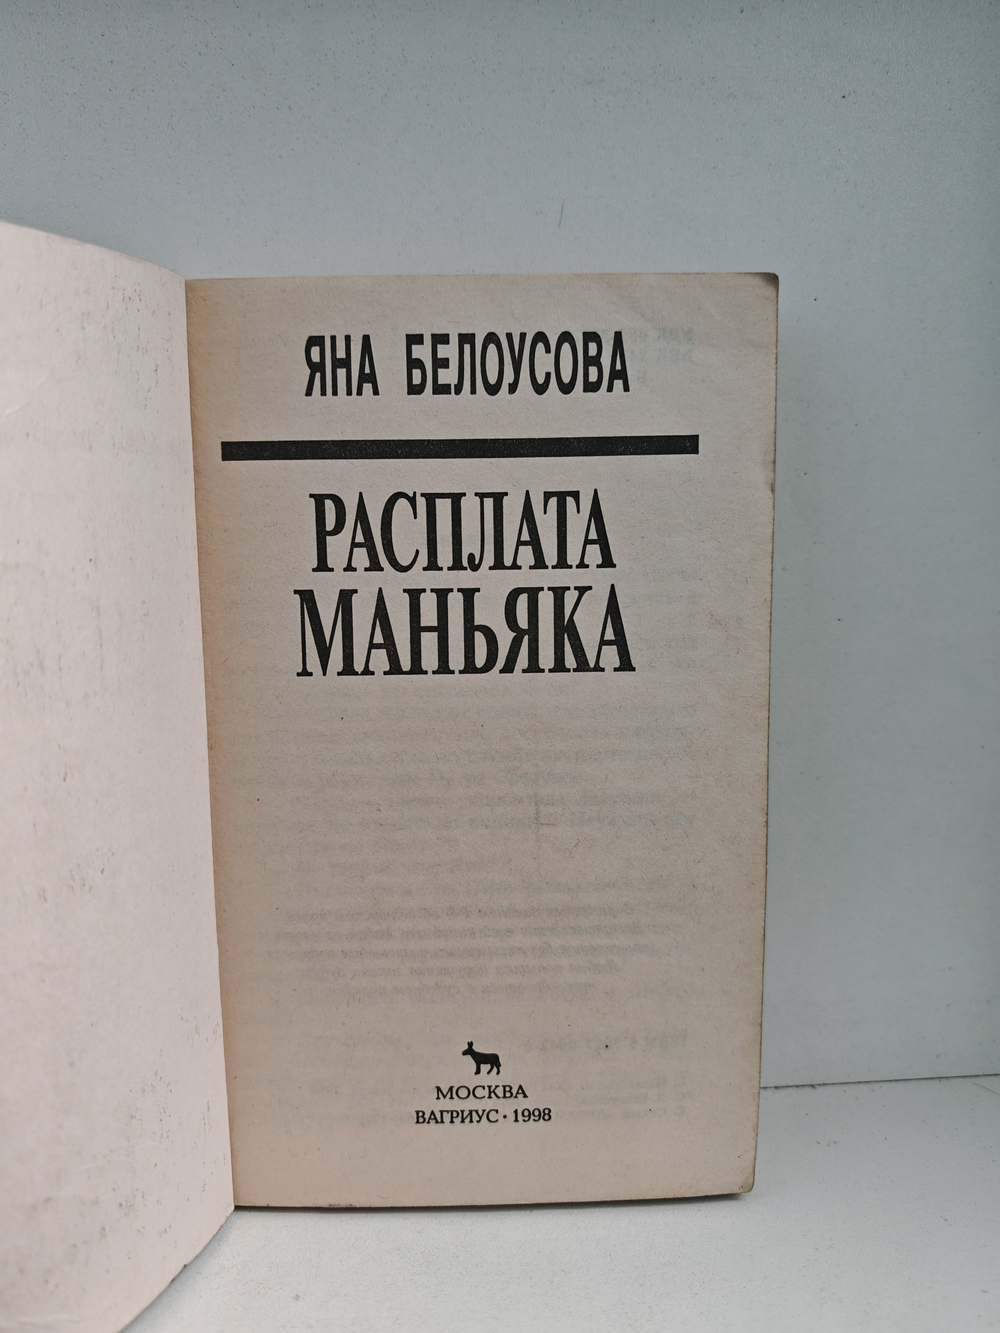 ЯНА БЕЛОУСОВА
РАСПЛАТА
МАНЬЯКА
МОСКВА
ВАГРИУС • 1998